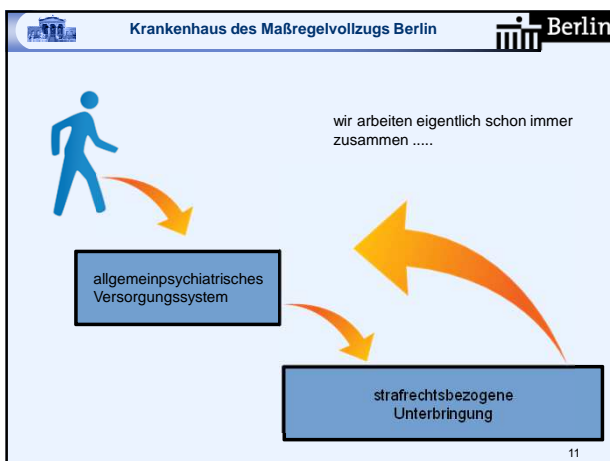 Krankenhaus des Maßregelvollzugs Berlin
Berlin
wir arbeiten eigentlich schon immer
zusammen .....
allgemeinpsychiatrisches
Versorgungssystem
strafrechtsbezogene
Unterbringung
11